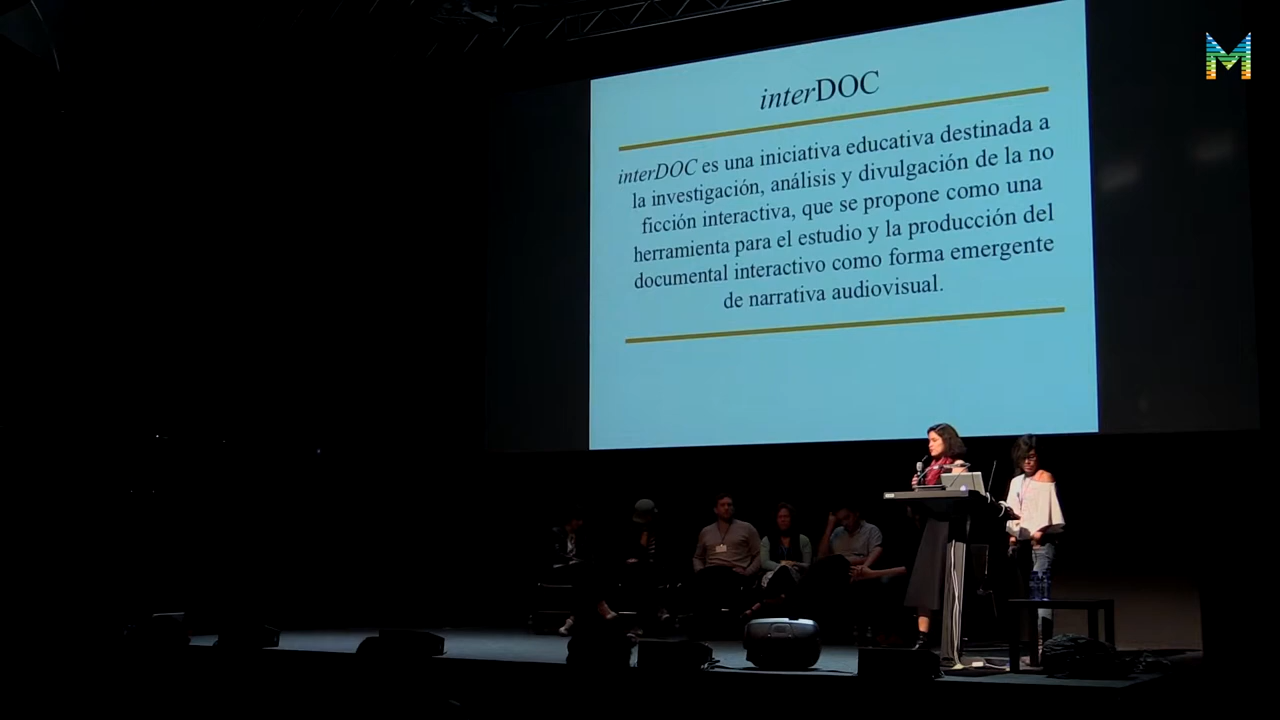 interDOC
interDOC es una iniciativa educativa destinada a
la investigación, análisis y divulgación de la no
ficción interactiva, que se propone como una
herramienta para el estudio y la producción del
documental interactivo como forma emergente
de narrativa audiovisual.
M